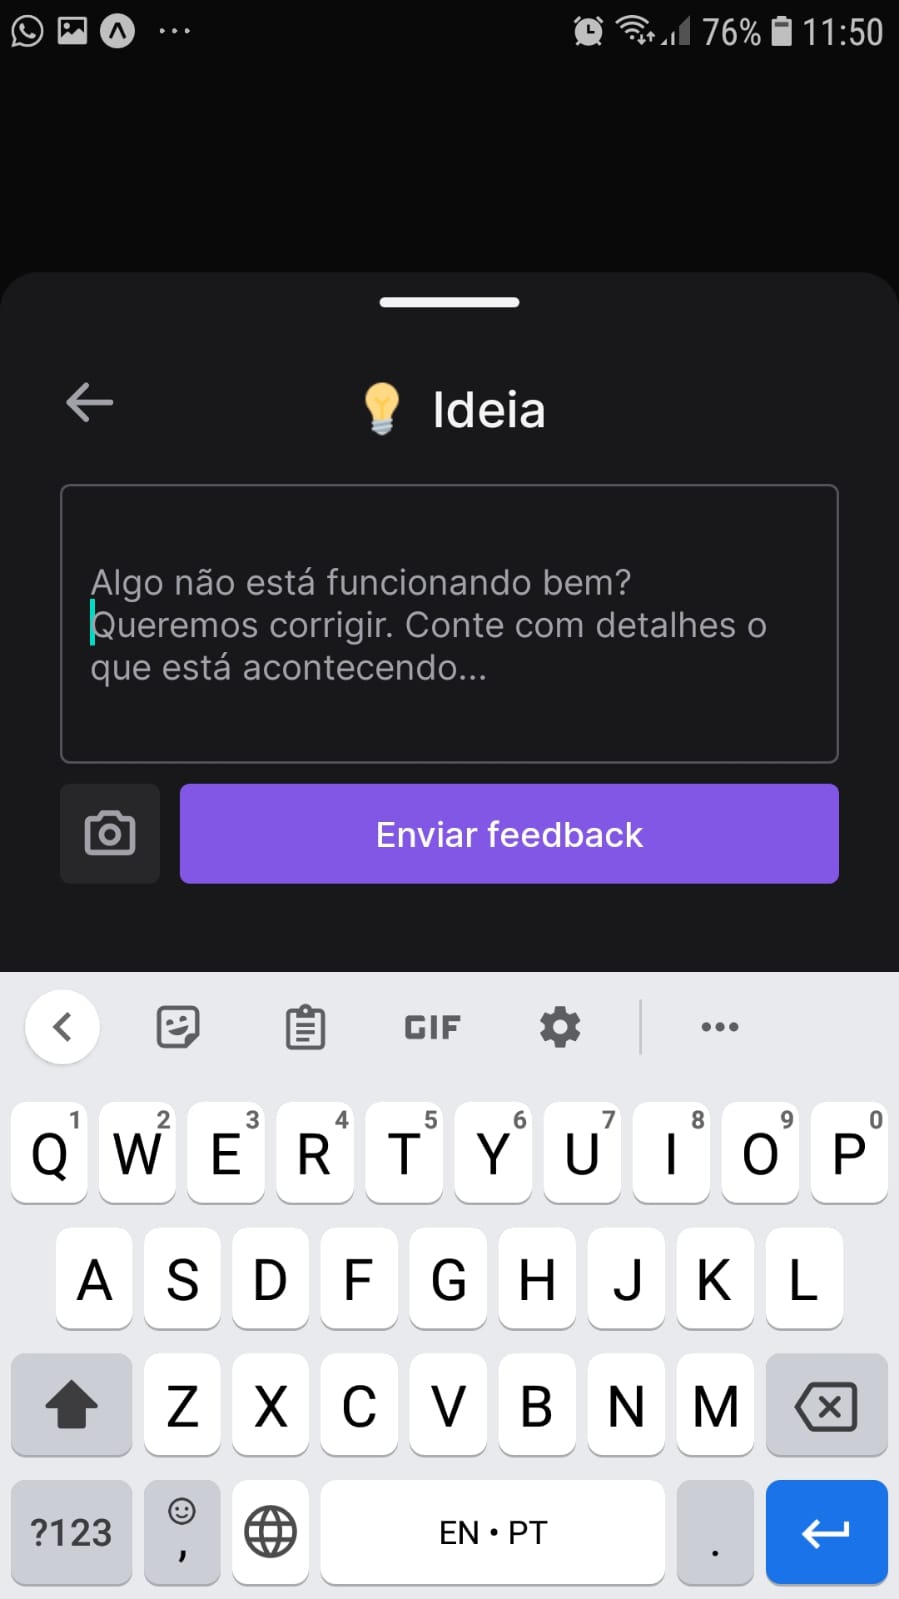 76% 11:50
Ideia
Algo não está funcionando bem?
Queremos corrigir. Conte com detalhes o
que está acontecendo...
Enviar feedback
GIF
1 2 3 4 5 6 7 8 9 0
Q W E R T Y U I O P
A S D F G H J K L
Z X C V B N M
?123 , EN • PT .